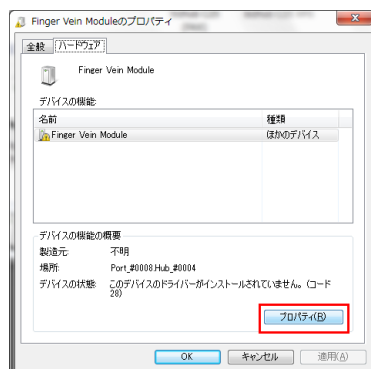 Finger Vein Moduleのプロパティ
全般 ハードウェア
Finger Vein Module
デバイスの機能:
名前 種類
Finger Vein Module ほかのデバイス
デバイスの機能の概要
製造元: 不明
場所: Port_#0008.Hub_#0004
デバイスの状態: このデバイスのドライバーがインストールされていません。(コード
28)
プロパティ(R)
OK キャンセル 適用(A)